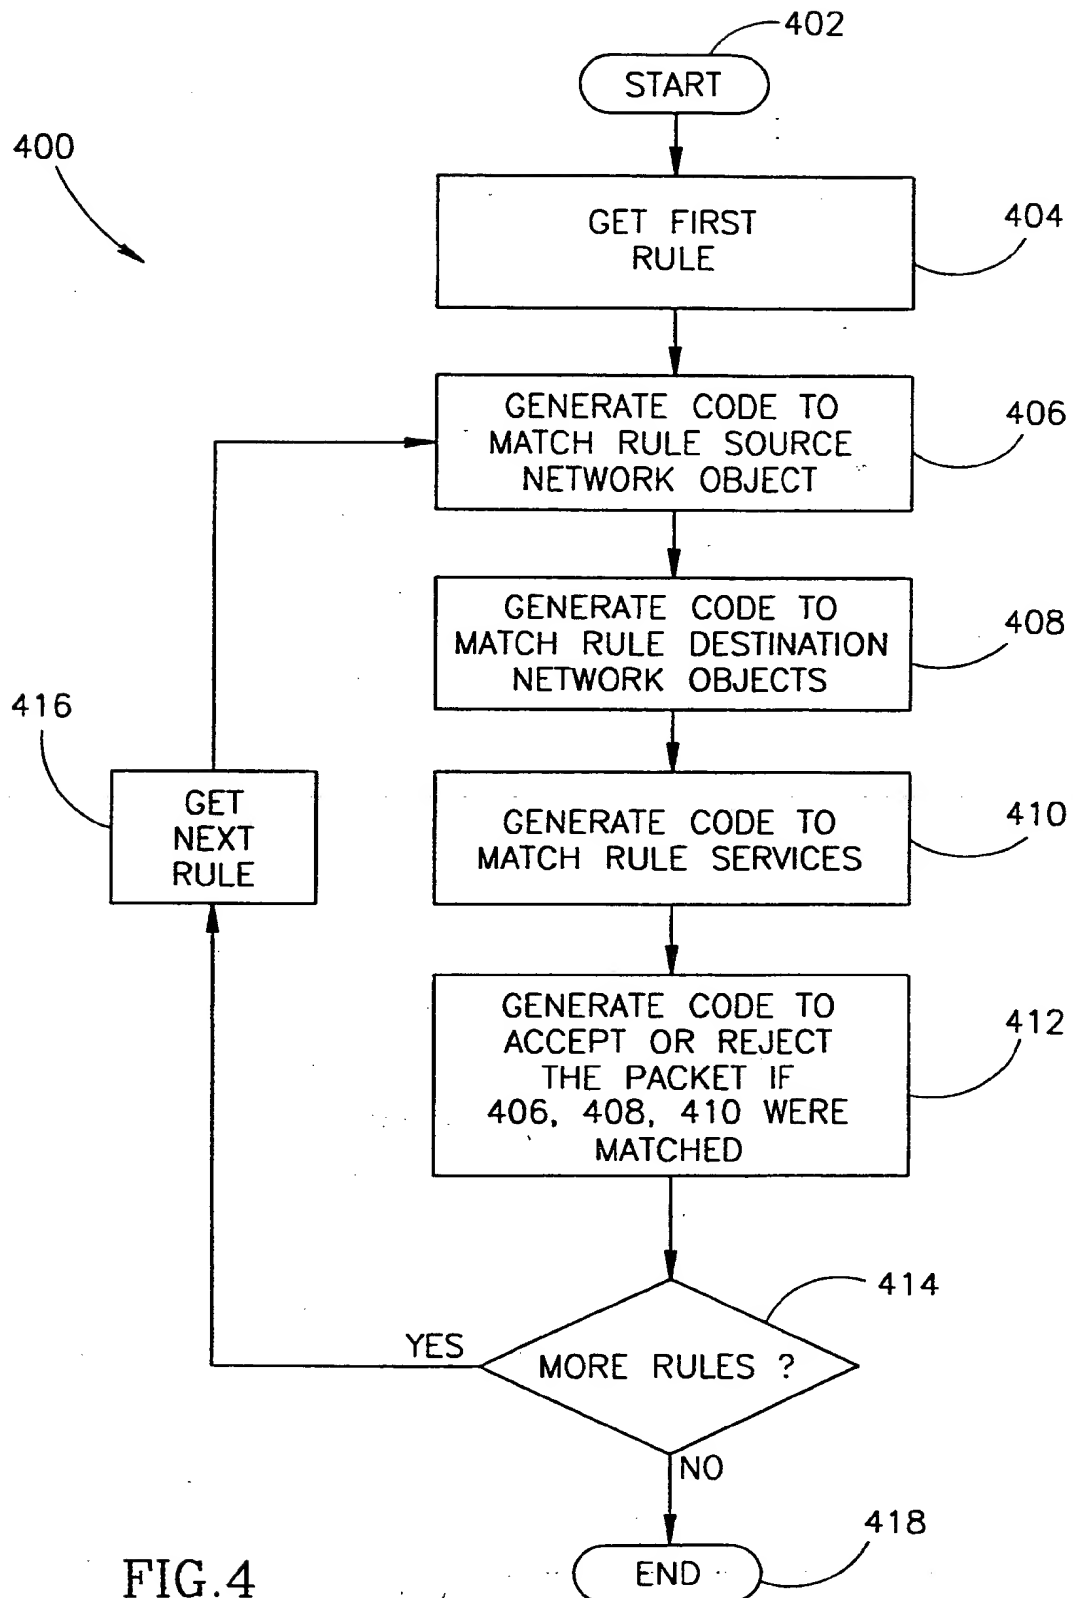 402
START
400
GET FIRST
RULE
404
GENERATE CODE TO
MATCH RULE SOURCE
NETWORK OBJECT
406
GENERATE CODE TO
MATCH RULE DESTINATION
NETWORK OBJECTS
408
416
GET
NEXT
RULE
GENERATE CODE TO
MATCH RULE SERVICES
410
GENERATE CODE TO
ACCEPT OR REJECT
THE PACKET IF
406, 408, 410 WERE
MATCHED
412
414
YES
MORE RULES ?
NO
418
END
FIG.4